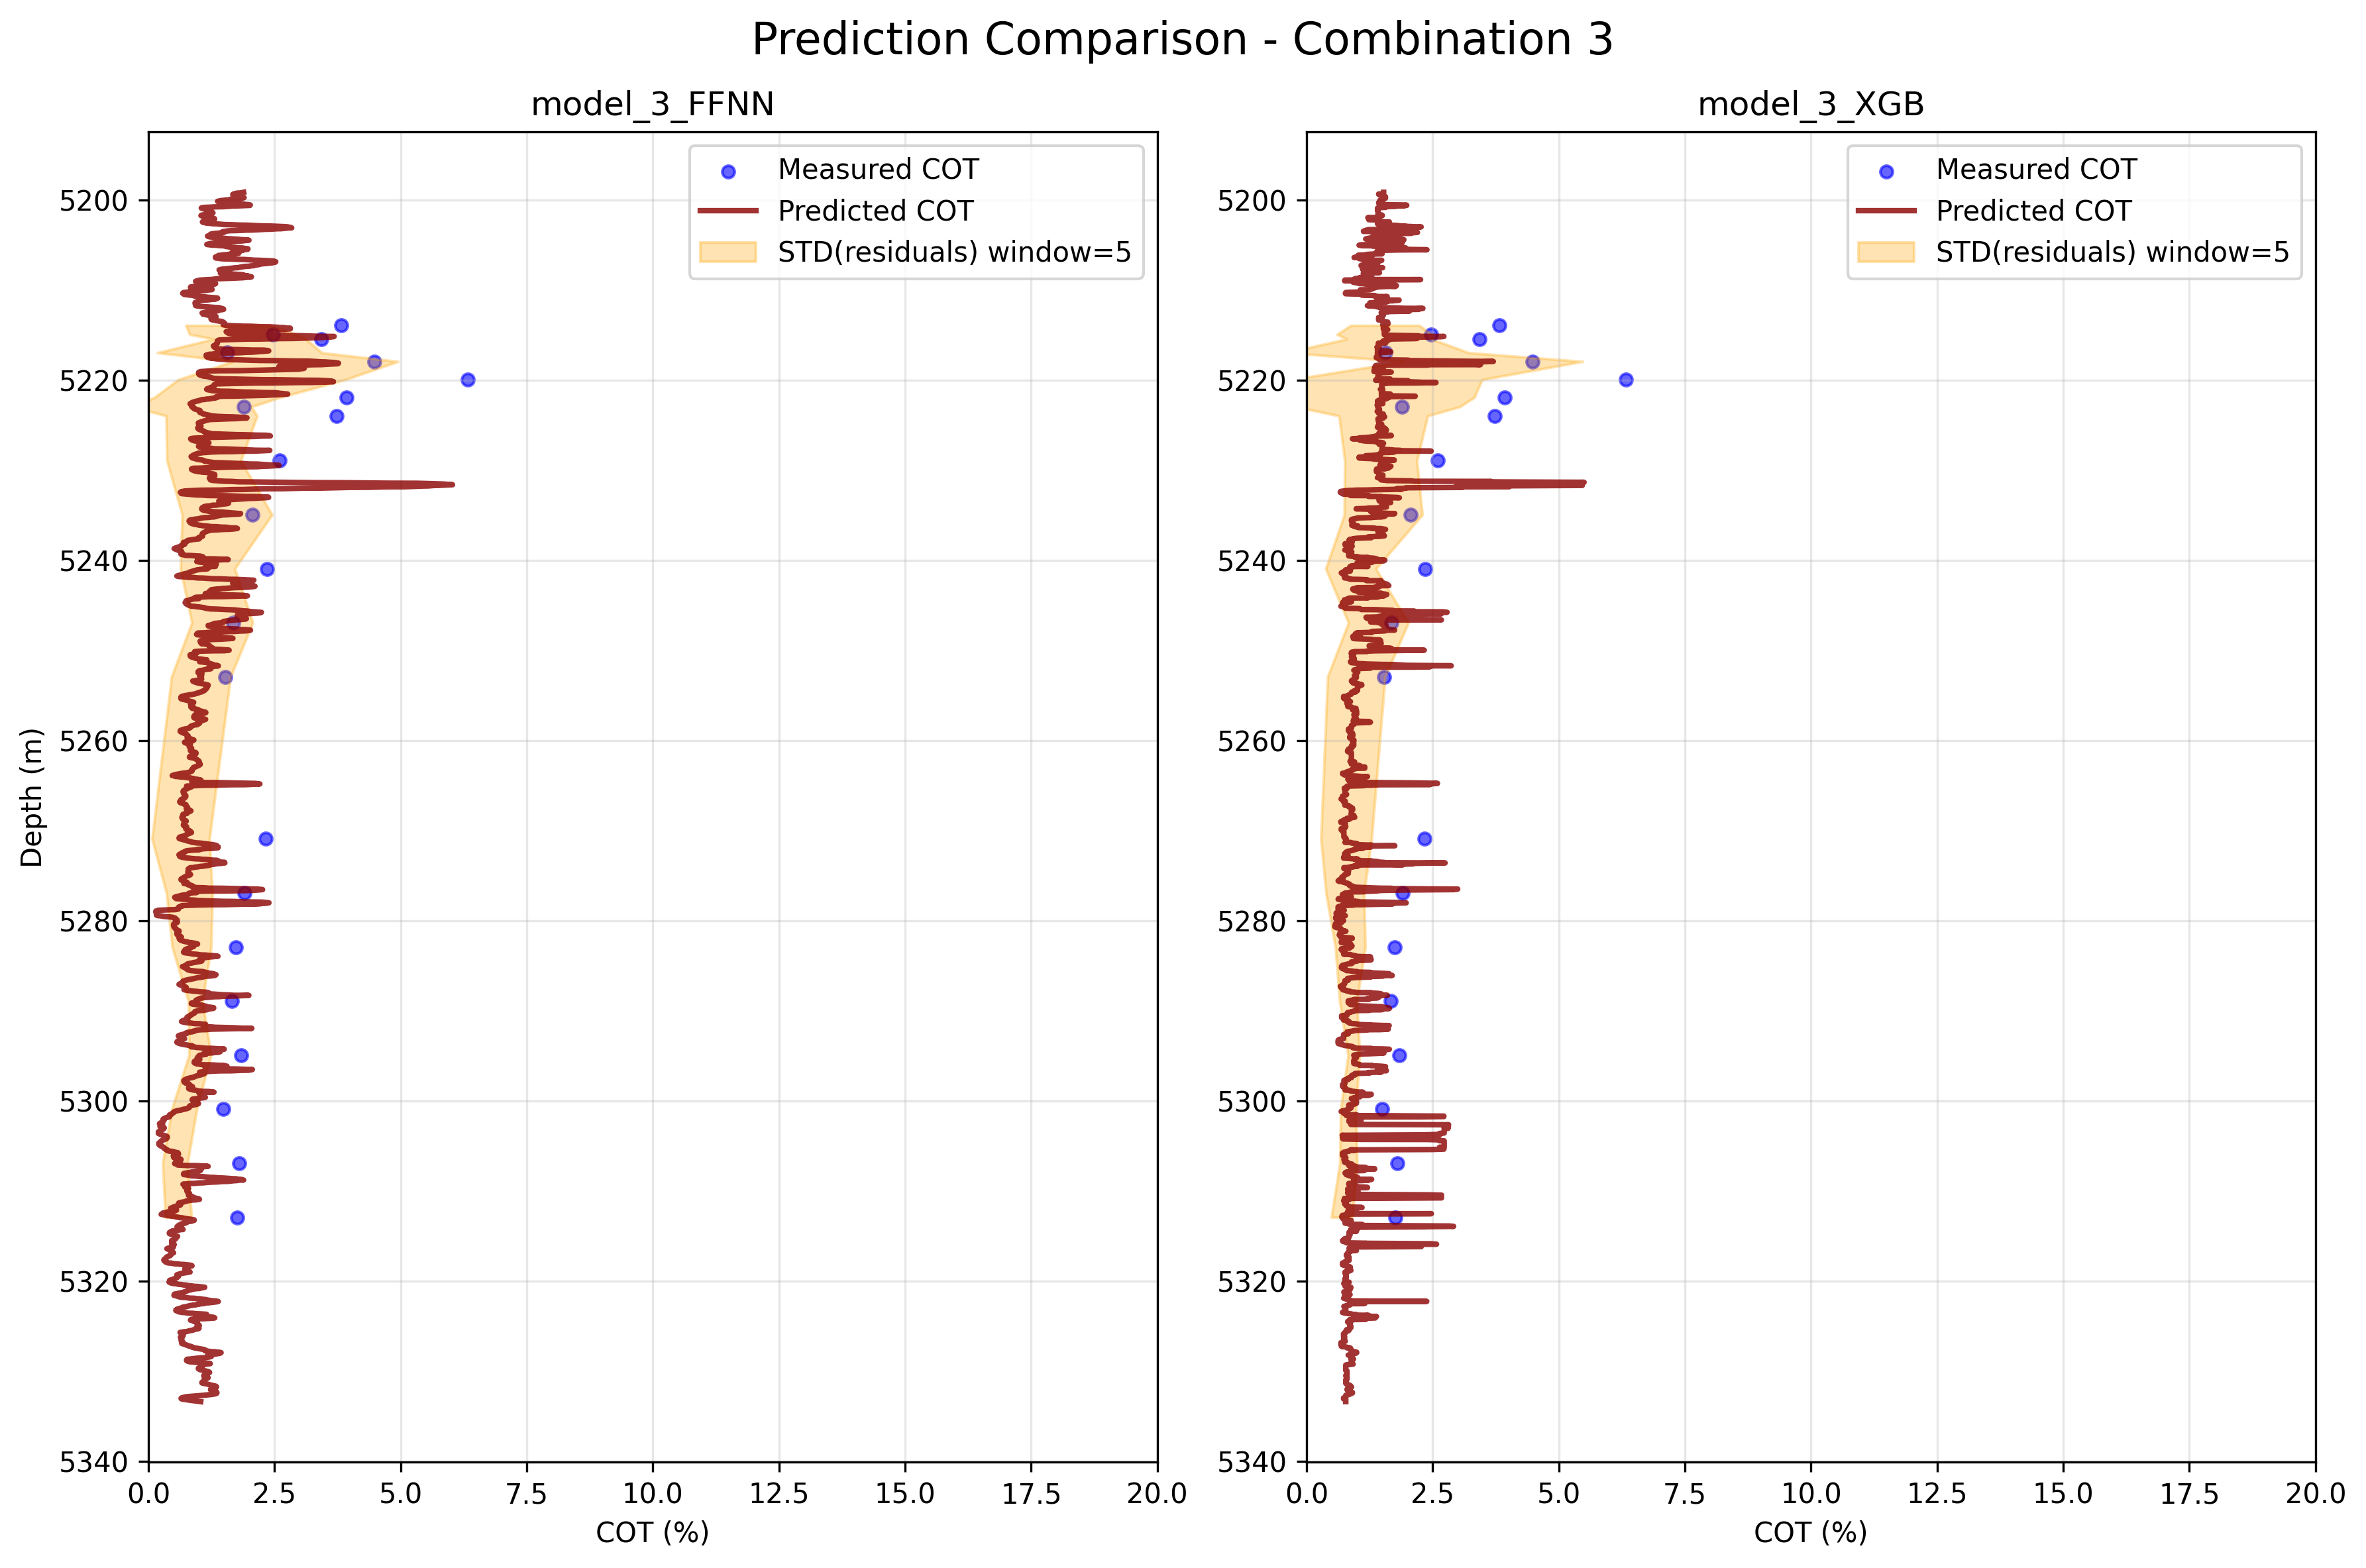 Prediction Comparison - Combination 3
model_3_FFNN
Measured COT
Predicted COT
STD(residuals) window=5
5200
5220
5240
5260
5280
5300
5320
5340
Depth (m)
0.0 2.5 5.0 7.5 10.0 12.5 15.0 17.5 20.0
COT (%)
model_3_XGB
Measured COT
Predicted COT
STD(residuals) window=5
5200
5220
5240
5260
5280
5300
5320
5340
0.0 2.5 5.0 7.5 10.0 12.5 15.0 17.5 20.0
COT (%)